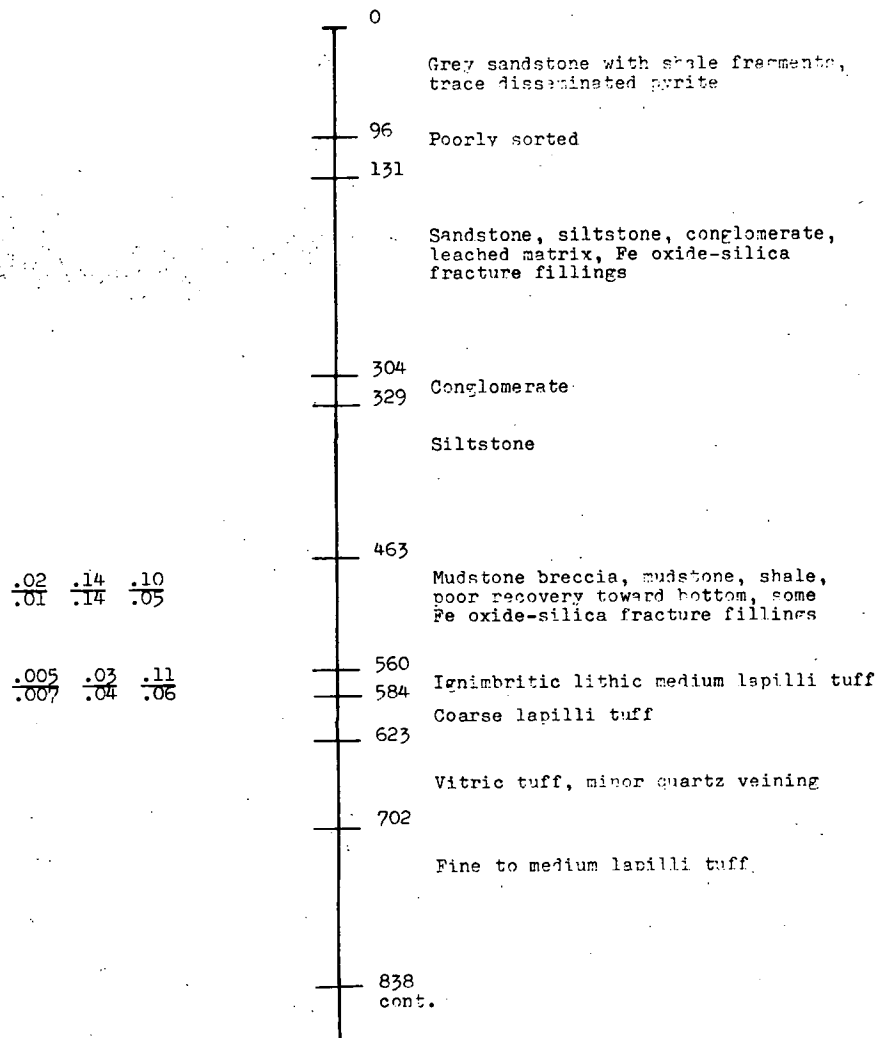 0
Grey sandstone with shale fragments,
trace disseminated pyrite
96
Poorly sorted
131
Sandstone, siltstone, conglomerate,
leached matrix, Fe oxide-silica
fracture fillings
304
Conglomerate
329
Siltstone
463
.02 .14 .10
.01 .14 .05
Mudstone breccia, mudstone, shale,
poor recovery toward bottom, some
Fe oxide-silica fracture fillings
560
.005 .03 .11
.007 .04 .06
Ignimbritic lithic medium lapilli tuff
584
Coarse lapilli tuff
623
Vitric tuff, minor quartz veining
702
Fine to medium lapilli tuff
838
cont.